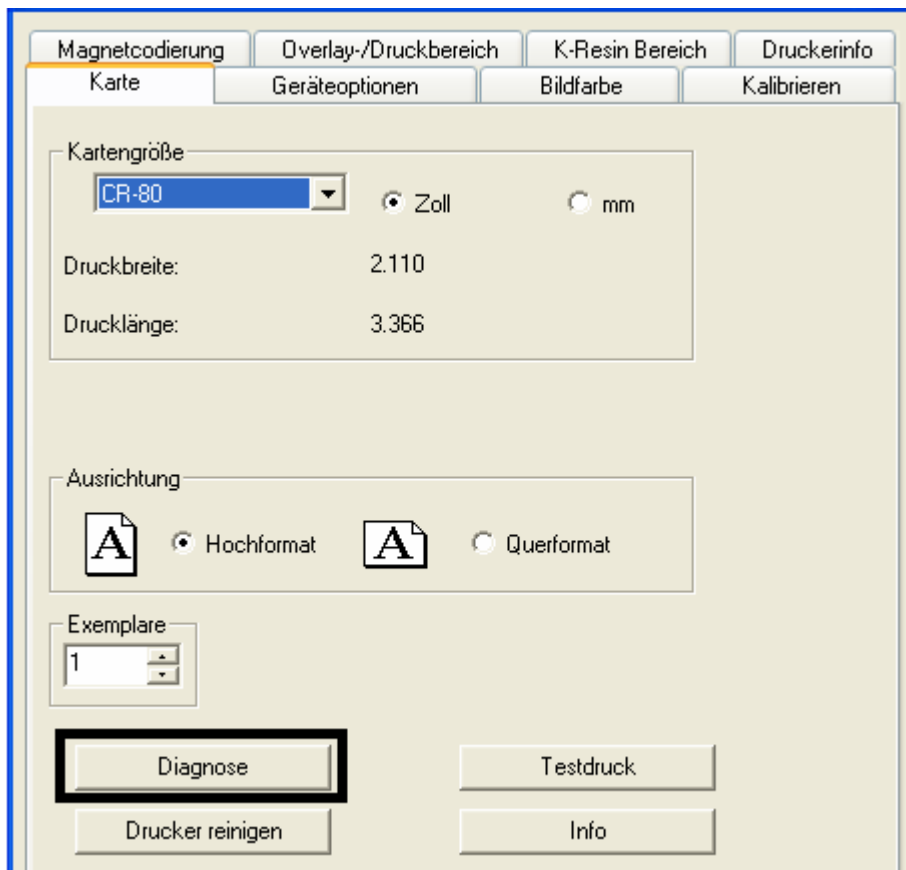 Magnetcodierung Overlay-/Druckbereich K-Resin Bereich Druckerinfo
Karte Geräteoptionen Bildfarbe Kalibrieren
Kartengröße
CR-80 Zoll mm
Druckbreite: 2.110
Drucklänge: 3.366
Ausrichtung
A Hochformat A Querformat
Exemplare
1
Diagnose Testdruck
Drucker reinigen Info